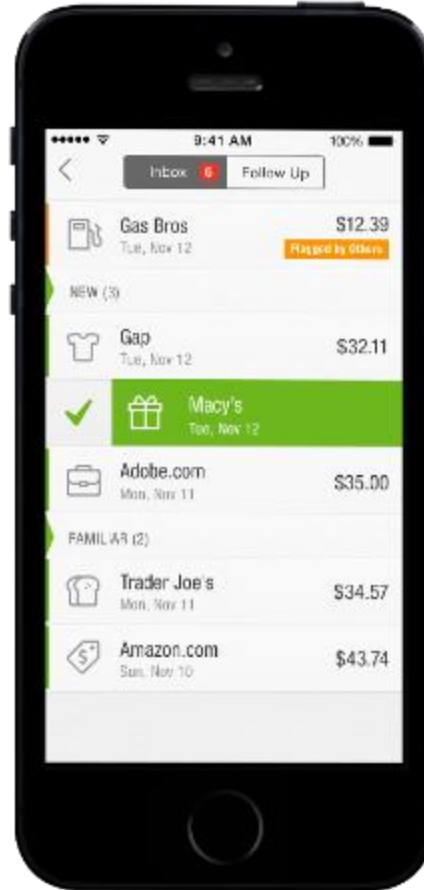 9:41 AM 100%
Inbox 6 Follow Up
Gas Bros $12.39
Tue, Nov 12 Flagged by Others
NEW (3)
Gap $32.11
Tue, Nov 12
Macy's
Tue, Nov 12
Adobe.com $35.00
Mon, Nov 11
FAMILIAR (2)
Trader Joe's $34.57
Mon, Nov 11
Amazon.com $43.74
Sun, Nov 10